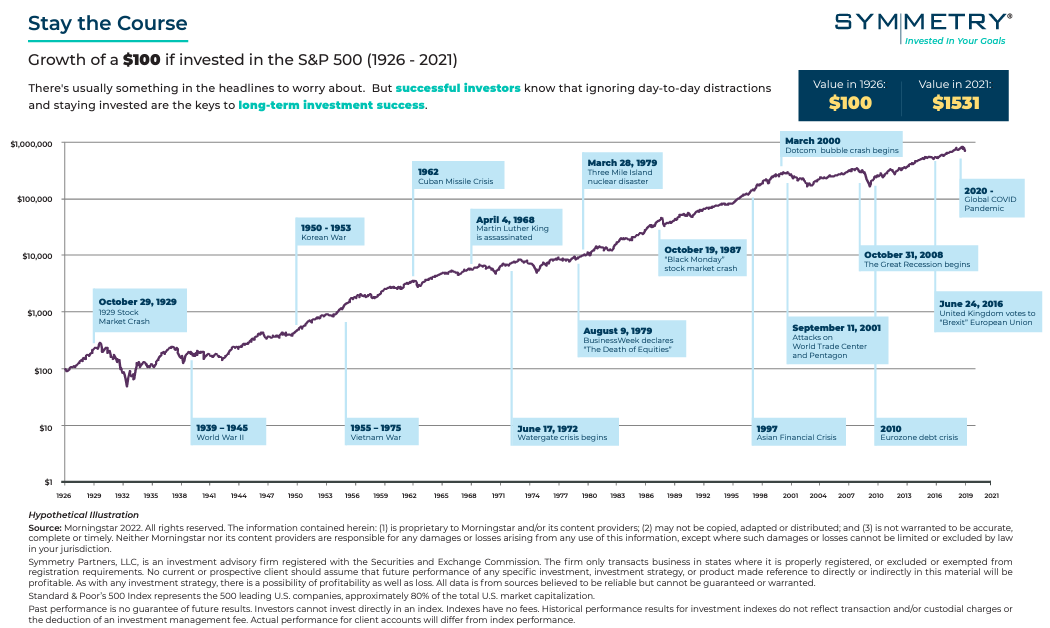 Stay the Course
SYMMETRY®
Invested In Your Goals
Growth of a $100 if invested in the S&P 500 (1926 - 2021)
There's usually something in the headlines to worry about.  But successful investors know that ignoring day-to-day distractions
and staying invested are the keys to long-term investment success.
Value in 1926:
$100
Value in 2021:
$1531
$1,000,000
$100,000
$10,000
$1,000
$100
$10
$1
March 2000
Dotcom  bubble crash begins
1962
Cuban Missile Crisis
March 28, 1979
Three Mile Island
nuclear disaster
2020 -
Global COVID
Pandemic
1950 - 1953
Korean War
April 4, 1968
Martin Luther King
is assassinated
October 19, 1987
"Black Monday"
stock market crash
October 31, 2008
The Great Recession begins
October 29, 1929
1929 Stock
Market Crash
June 24, 2016
United Kingdom votes to
"Brexit" European Union
August 9, 1979
BusinessWeek declares
"The Death of Equities"
September 11, 2001
Attacks on
World Trade Center
and Pentagon
1939 – 1945
World War II
1955 – 1975
Vietnam War
June 17, 1972
Watergate crisis begins
1997
Asian Financial Crisis
2010
Eurozone debt crisis
1926 1929 1932 1935 1938 1941 1944 1947 1950 1953 1956 1959 1962 1965 1968 1971 1974 1977 1980 1983 1986 1989 1992 1995 1998 2001 2004 2007 2010 2013 2016 2019 2021
Hypothetical Illustration
Source: Morningstar 2022. All rights reserved. The information contained herein: (1) is proprietary to Morningstar and/or its content providers; (2) may not be copied, adapted or distributed; and (3) is not warranted to be accurate,
complete or timely. Neither Morningstar nor its content providers are responsible for any damages or losses arising from any use of this information, except where such damages or losses cannot be limited or excluded by law
in your jurisdiction.
Symmetry Partners, LLC, is an investment advisory firm registered with the Securities and Exchange Commission. The firm only transacts business in states where it is properly registered, or excluded or exempted from
registration requirements. No current or prospective client should assume that future performance of any specific investment, investment strategy, or product made reference to directly or indirectly in this material will be
profitable. As with any investment strategy, there is a possibility of profitability as well as loss. All data is from sources believed to be reliable but cannot be guaranteed or warranted.
Standard & Poor's 500 Index represents the 500 leading U.S. companies, approximately 80% of the total U.S. market capitalization.
Past performance is no guarantee of future results. Investors cannot invest directly in an index. Indexes have no fees. Historical performance results for investment indexes do not reflect transaction and/or custodial charges or
the deduction of an investment management fee. Actual performance for client accounts will differ from index performance.